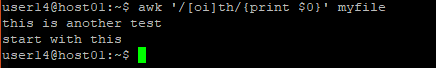 user14@host01:~$ awk '/[oi]th/{print $0}' myfile
this is another test
start with this
user14@host01:~$